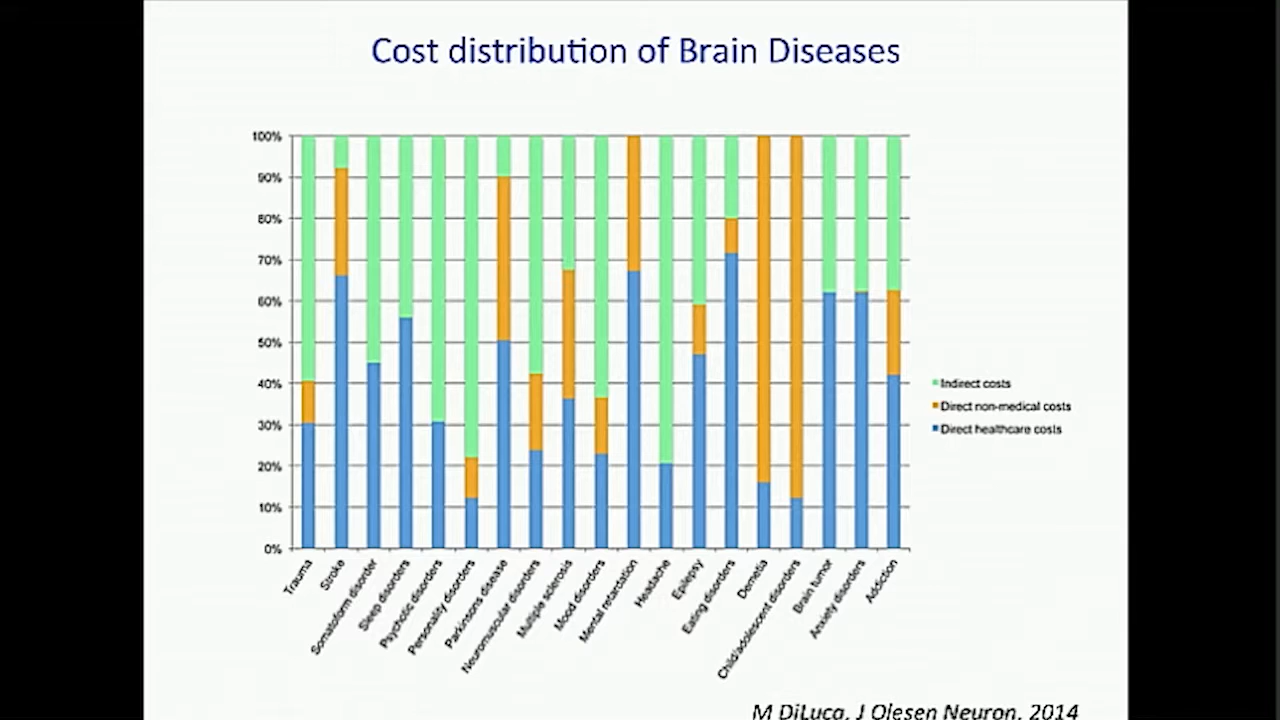 Cost distribution of Brain Diseases
100%
90%
80%
70%
60%
50%
40%
30%
20%
10%
0%
Indirect costs
Direct non-medical costs
Direct healthcare costs
Trauma
Stroke
Somatoform disorder
Sleep disorders
Psychotic disorders
Personality disorders
Parkinsons disease
Neuromuscular disorders
Multiple sclerosis
Mood disorders
Mental retardation
Headache
Epilepsy
Eating disorders
Demetia
Child/adolescent disorders
Brain tumor
Anxiety disorders
Addiction
M DiLuca, J Olesen Neuron, 2014